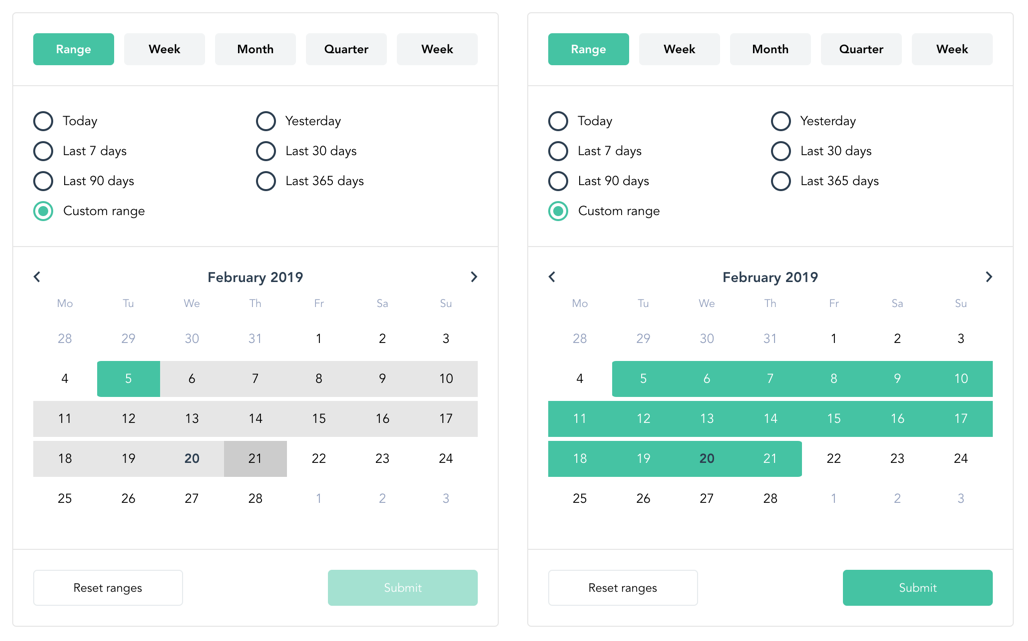 Range Week Month Quarter Week
Today Yesterday
Last 7 days Last 30 days
Last 90 days Last 365 days
Custom range
February 2019
Mo Tu We Th Fr Sa Su
28 29 30 31 1 2 3
4 5 6 7 8 9 10
11 12 13 14 15 16 17
18 19 20 21 22 23 24
25 26 27 28 1 2 3
Reset ranges Submit
Range Week Month Quarter Week
Today Yesterday
Last 7 days Last 30 days
Last 90 days Last 365 days
Custom range
February 2019
Mo Tu We Th Fr Sa Su
28 29 30 31 1 2 3
4 5 6 7 8 9 10
11 12 13 14 15 16 17
18 19 20 21 22 23 24
25 26 27 28 1 2 3
Reset ranges Submit